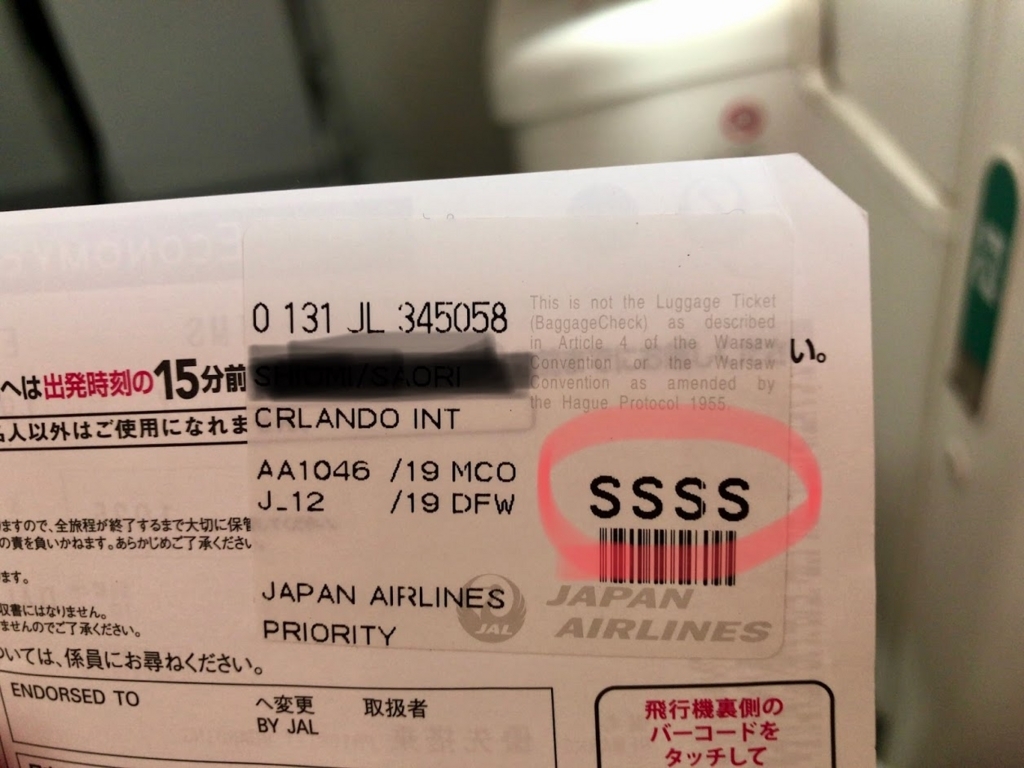 0 131 JL 345058
This is not the Luggage Ticket
(BaggageCheck) as described
in Article 4 of the Warsaw
Convention or the Warsaw
Convention as amended by
the Hague Protocol 1955.
い。
へは出発時刻の15分前
CRLANDO INT
名人以外はご使用になれま
AA1046 /19 MCO
J_12 /19 DFW
SSSS
ますので、全旅程が終了するまで大切に保管
の責を負いかねます。あらかじめご了承ください
ます。
収書にはなりません。
ませんのでご了承ください。
JAPAN AIRLINES
PRIORITY
JAL
JAPAN
AIRLINES
ついては、係員にお尋ねください。
ENDORSED TO
へ変更
BY JAL
取扱者
飛行機裏側の
バーコードを
タッチして